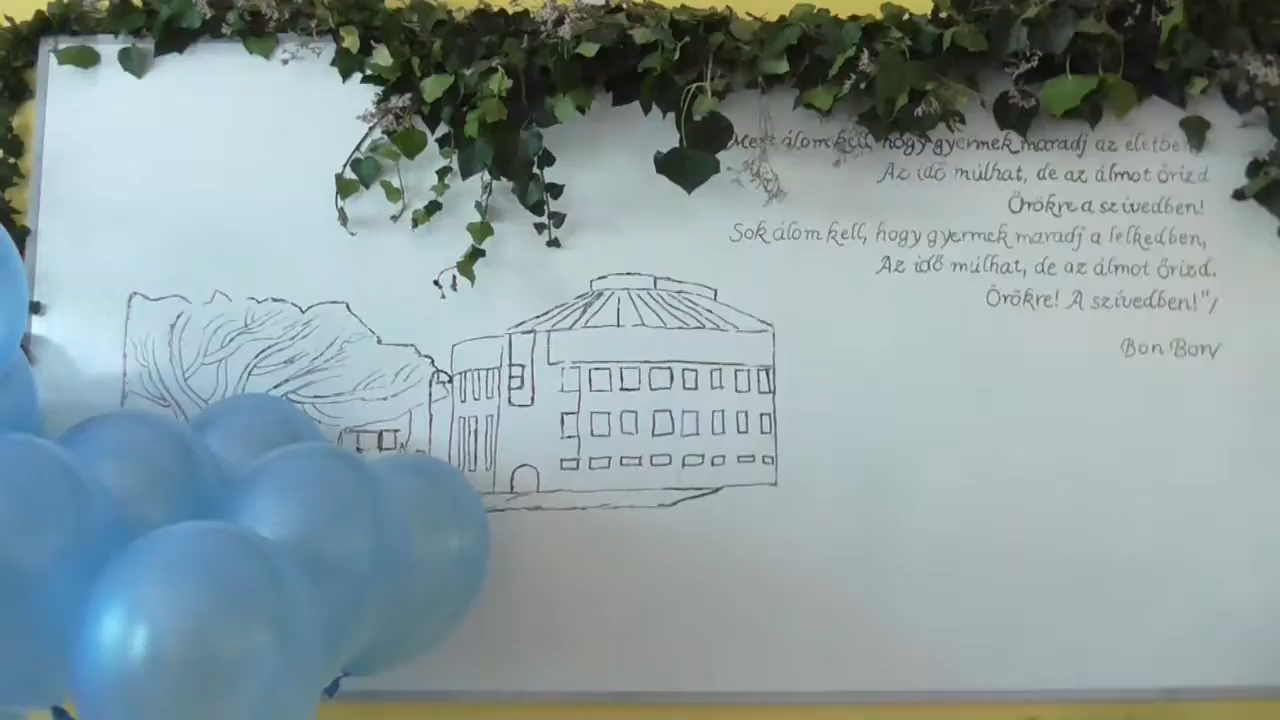 álom kell, hogy gyermek maradj az életben
Az idő múlhat, de az álmot őrizd
Örökre a szívedben!
Sok álom kell, hogy gyermek maradj a lelkedben,
Az idő múlhat, de az álmot őrizd.
Örökre! A szívedben!"/
Bon Bon/